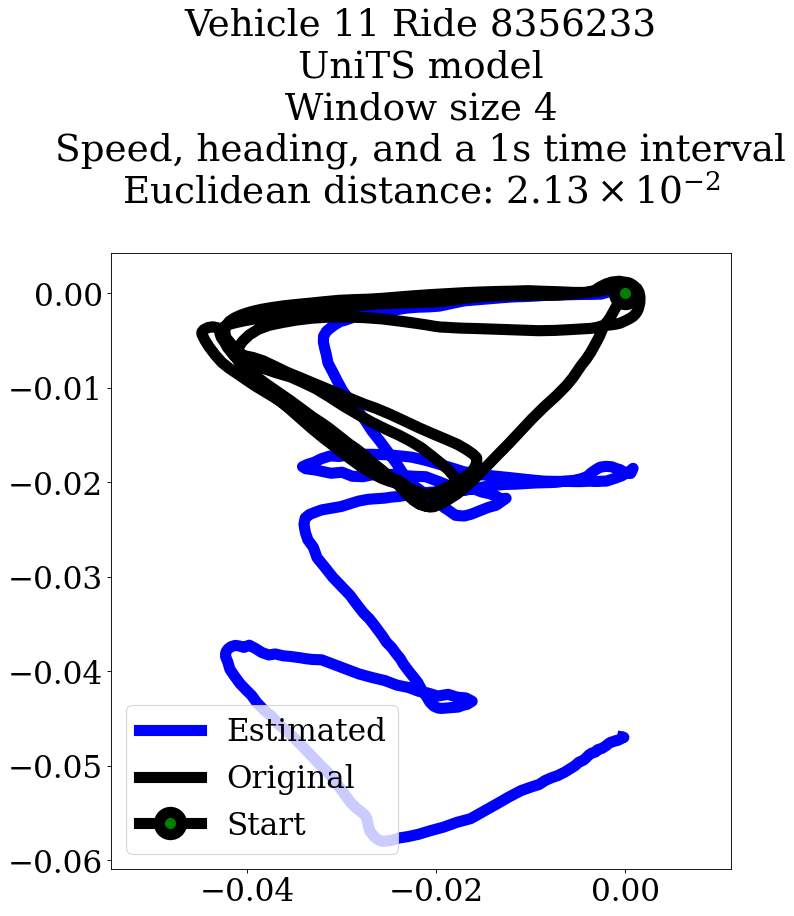 Vehicle 11 Ride 8356233
UniTS model
Window size 4
Speed, heading, and a 1s time interval
Euclidean distance: 2.13 × 10⁻²
0.00
−0.01
−0.02
−0.03
−0.04
−0.05
−0.06
Estimated
Original
Start
−0.04
−0.02
0.00